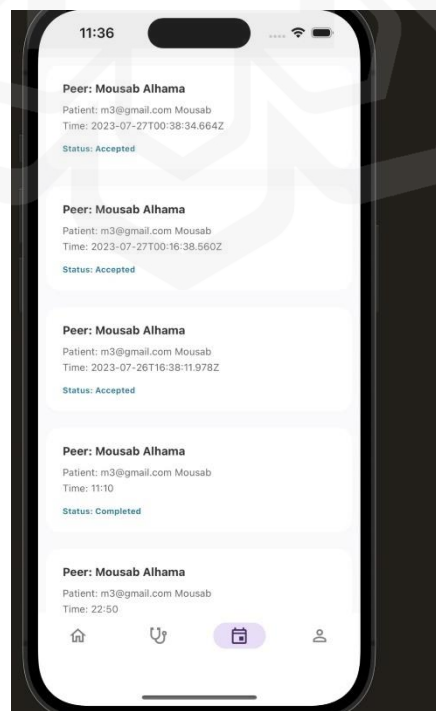 11:36
Peer: Mousab Alhama
Patient: m3@gmail.com Mousab
Time: 2023-07-27T00:38:34.664Z
Status: Accepted
Peer: Mousab Alhama
Patient: m3@gmail.com Mousab
Time: 2023-07-27T00:16:38.560Z
Status: Accepted
Peer: Mousab Alhama
Patient: m3@gmail.com Mousab
Time: 2023-07-26T16:38:11.978Z
Status: Accepted
Peer: Mousab Alhama
Patient: m3@gmail.com Mousab
Time: 11:10
Status: Completed
Peer: Mousab Alhama
Patient: m3@gmail.com Mousab
Time: 22:50